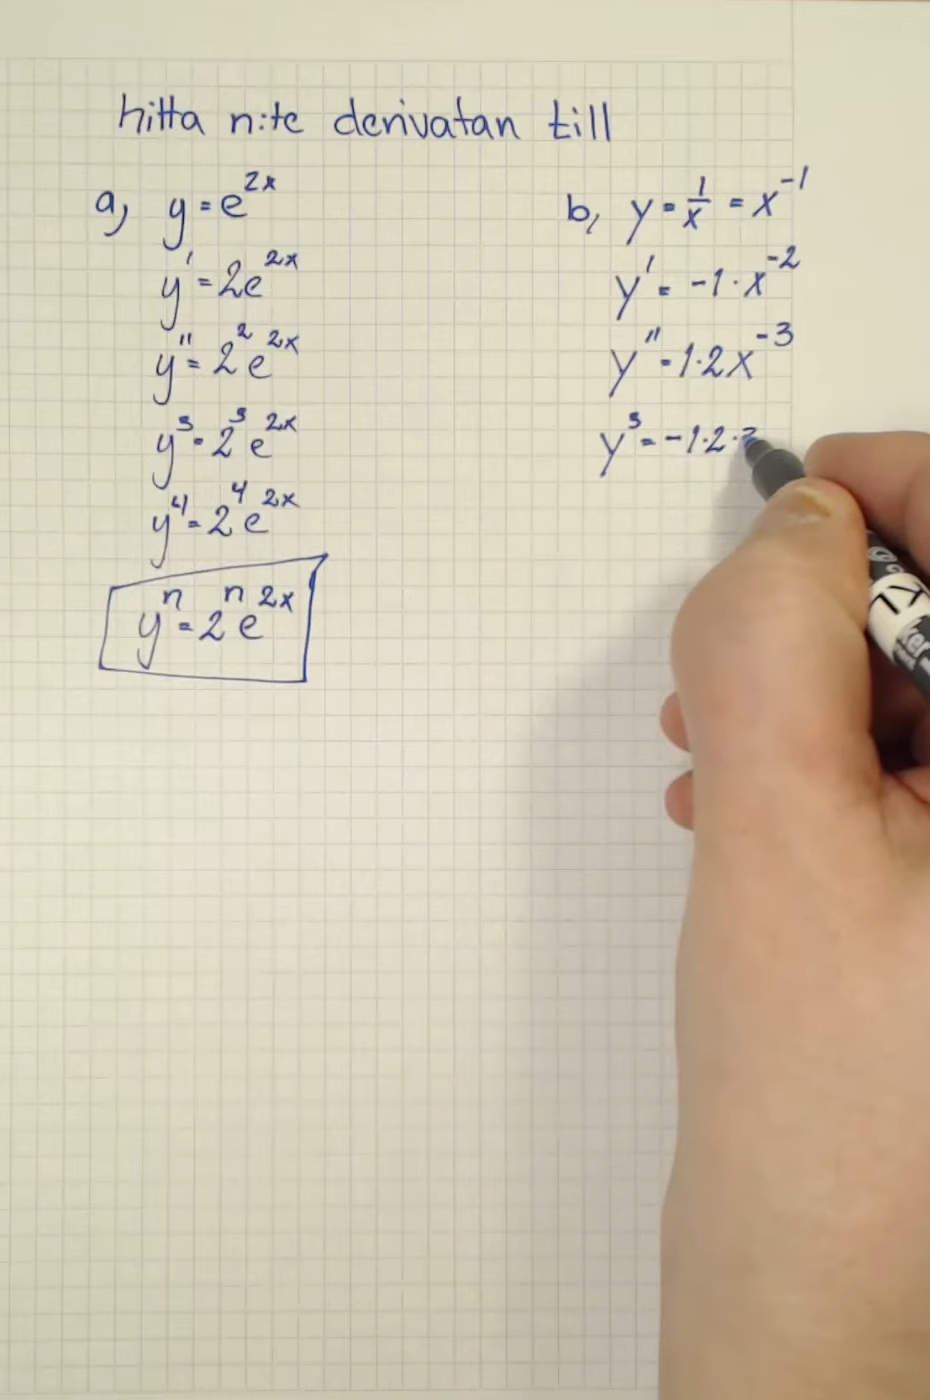 hitta n:te derivatan till
a) y = e^2x
y' = 2e^2x
y'' = 2^2 e^2x
y^3 = 2^3 e^2x
y^4 = 2^4 e^2x
y^n = 2^n e^2x
b) y = 1/x = x^-1
y' = -1 · x^-2
y'' = 1·2x^-3
y^3 = -1·2·3